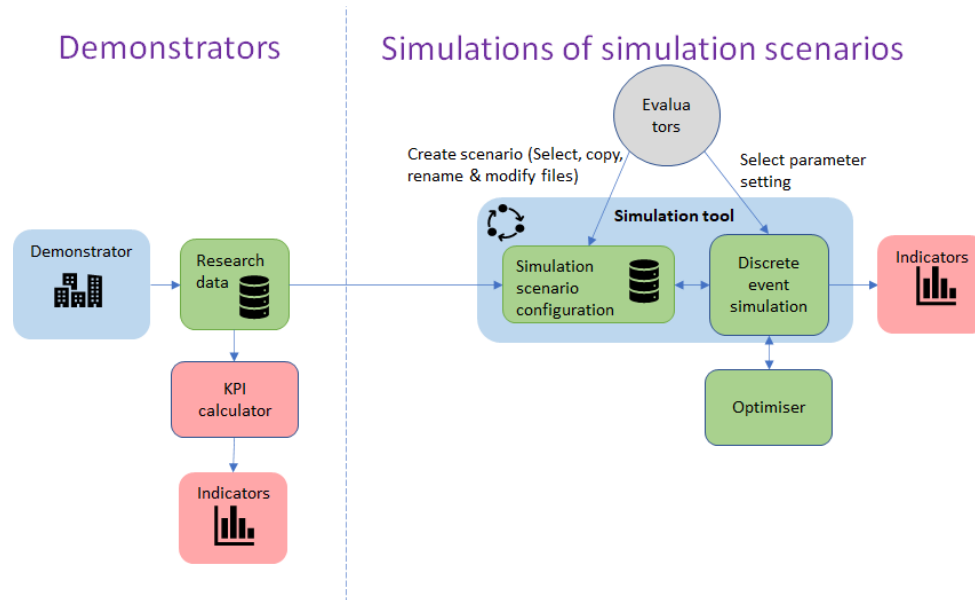 Demonstrators
Simulations of simulation scenarios
Evalua
tors
Create scenario (Select, copy,
rename & modify files)
Select parameter
setting
Simulation tool
Demonstrator
Research
data
Simulation
scenario
configuration
Discrete
event
simulation
Indicators
KPI
calculator
Optimiser
Indicators